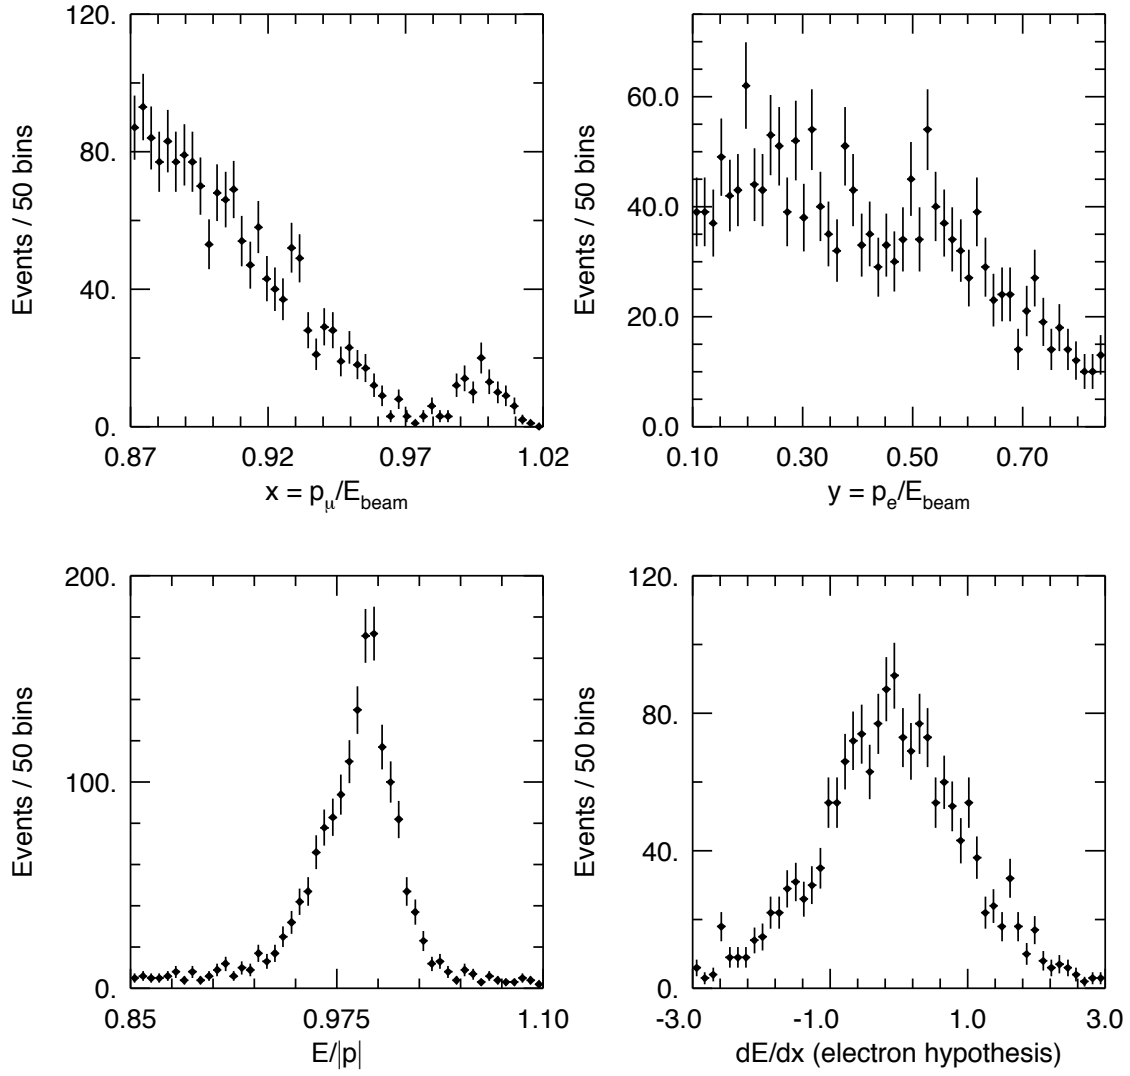 120.
80.
40.
0.
Events / 50 bins
0.87 0.92 0.97 1.02
x = pμ/Ebeam
60.0
40.0
20.0
0.0
Events / 50 bins
0.10 0.30 0.50 0.70
y = pe/Ebeam
200.
100.
0.
Events / 50 bins
0.85 0.975 1.10
E/|p|
120.
80.
40.
0.
Events / 50 bins
-3.0 -1.0 1.0 3.0
dE/dx (electron hypothesis)